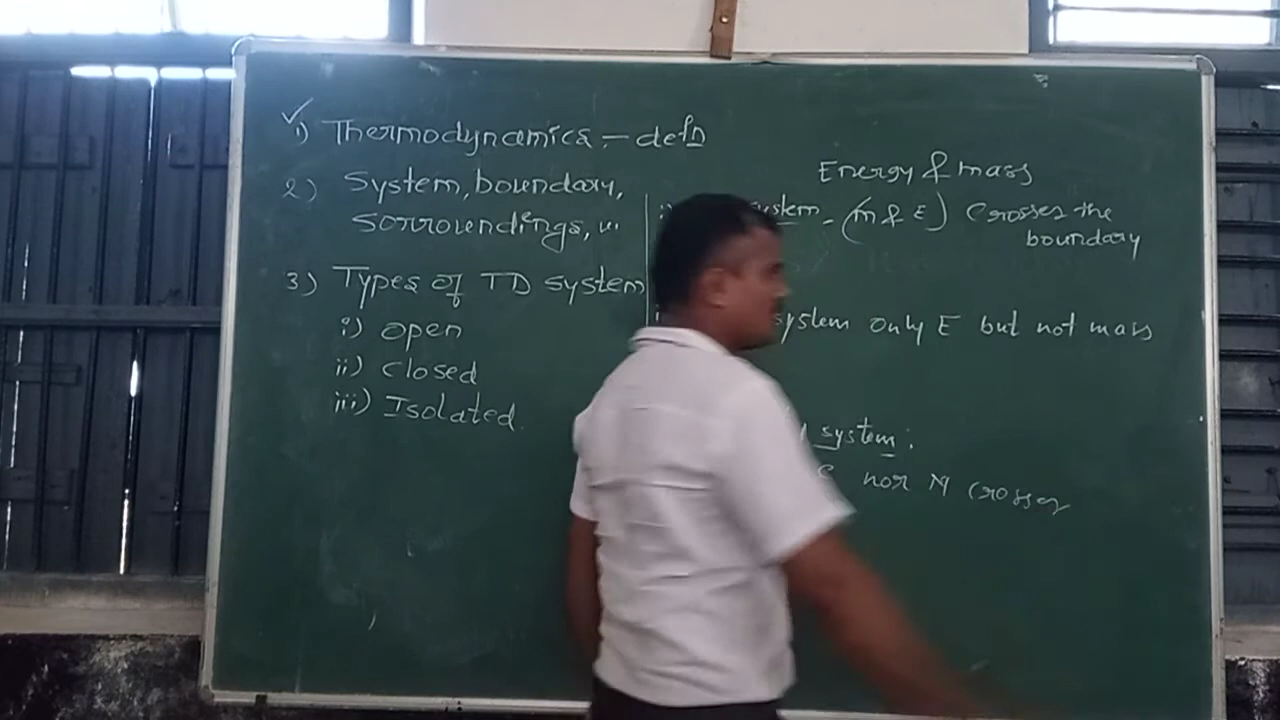 1) Thermodynamics :- defn
2) System, boundary,
Sorroundings, ...
3) Types of TD system
i) open
ii) closed
iii) Isolated.
Energy & mass
system - (m & E) Crosses the
boundary
system only E but not mass
system :
nor M crosses